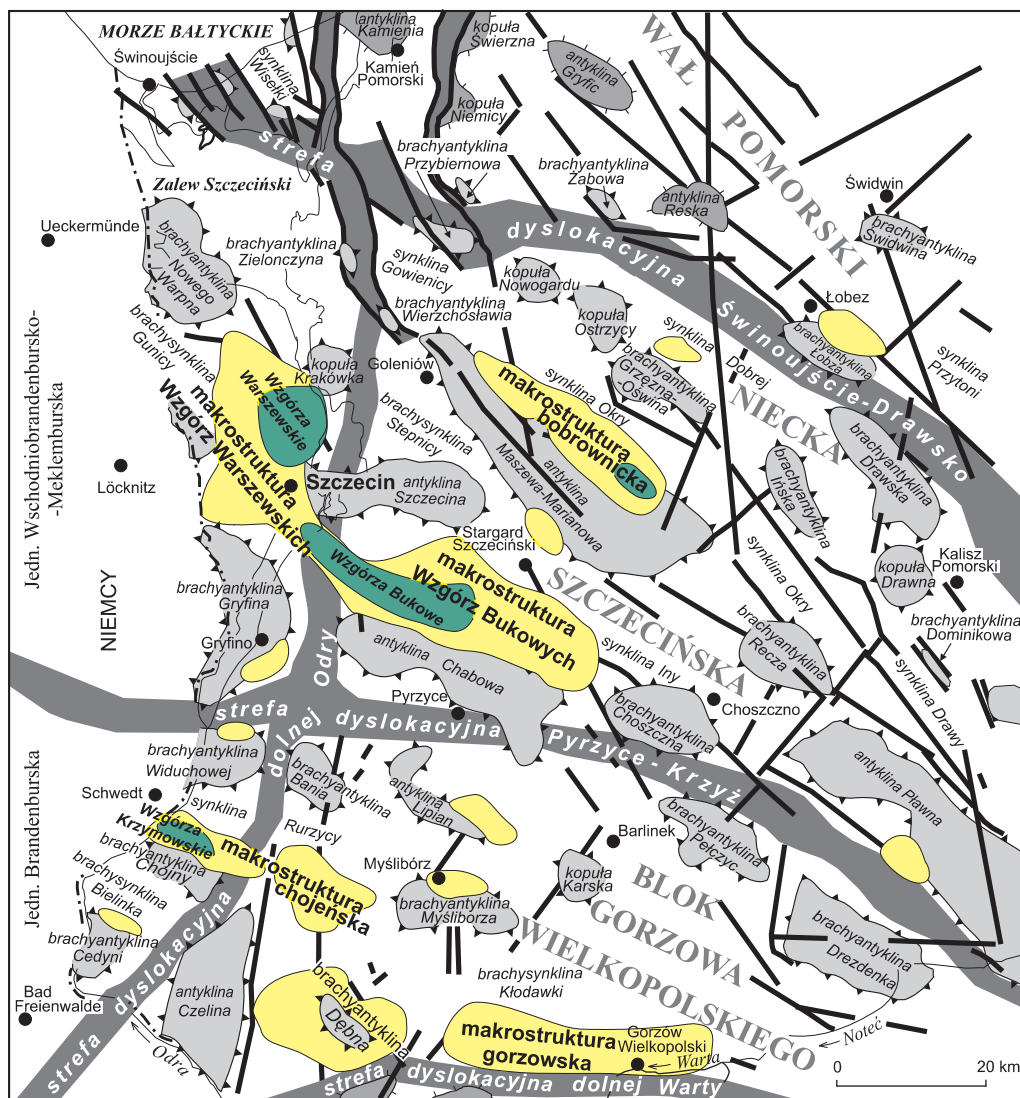 MORZE BAŁTYCKIE
Świnoujście
synklina
Wisełki
antyklina
Kamienia
Kamień
Pomorski
kopuła
Świerzna
kopuła
Niemicy
antyklina
Gryfic
WAŁ
POMORSKI
brachyantyklina
Przybiernowa
brachyantyklina
Żabowa
antyklina
Reska
Świdwin
brachyantyklina
Świdwina
strefa
dyslokacyjna
Świnoujście-Drawsko
Zalew Szczeciński
Ueckermünde
brachyantyklina
Nowego
Warpna
brachyantyklina
Zielonczyna
synklina
Gowienicy
kopuła
Nowogardu
kopuła
Ostrzycy
brachyantyklina
Wierzchosławia
Łobez
brachyantyklina
Łobza
synklina
Przytoni
synklina
Dobrej
brachysynklina
Gunicy
kopuła
Krakówka
Goleniów
brachyantyklina
Grzęzna-
-Oświna
synklina Okry
NIECKA
SZCZECIŃSKA
makrostruktura
bobrownicka
Wzgórza
Warszewskie
makrostruktura
Wzgórz
Warszewskich
brachysynklina
Stepnicy
antyklina
Maszewa-Marianowa
brachyantyklina
Ińska
brachyantyklina
Drawska
Löcknitz
Jedn. Wschodniobrandenbursko-
-Meklemburska
Szczecin
antyklina
Szczecina
Stargard
Szczeciński
kopuła
Drawna
Kalisz
Pomorski
NIEMCY
brachyantyklina
Gryfina
Gryfino
Wzgórza Bukowe
makrostruktura
Wzgórz Bukowych
synklina Okry
brachyantyklina
Dominikowa
antyklina
Chabowa
synklina Iny
brachyantyklina
Recza
synklina Drawy
Pyrzyce
Choszczno
brachyantyklina
Choszczna
strefa dyslokacyjna
Pyrzyce-Krzyż
strefa dyslokacyjna
dolnej
Odry
brachyantyklina
Widuchowej
Schwedt
synklina
Rurzycy
brachyantyklina
Bania
antyklina
Lipian
antyklina Pławna
Jedn. Brandenburska
Wzgórza
Krzymowskie
makrostruktura
chojeńska
brachyantyklina
Chojny
brachysynklina
Bielinka
brachyantyklina
Cedyni
Myślibórz
brachyantyklina
Myśliborza
Barlinek
kopuła
Karska
brachyantyklina
Pełczyc
BLOK
GORZOWA
WIELKOPOLSKIEGO
brachyantyklina
Drezdenka
Bad
Freienwalde
antyklina
Czelina
Odra
brachyantyklina
Dębna
brachysynklina
Kłodawki
makrostruktura
gorzowska
Gorzów
Wielkopolski
Warta
Noteć
strefa dyslokacyjna dolnej Warty
0 20 km